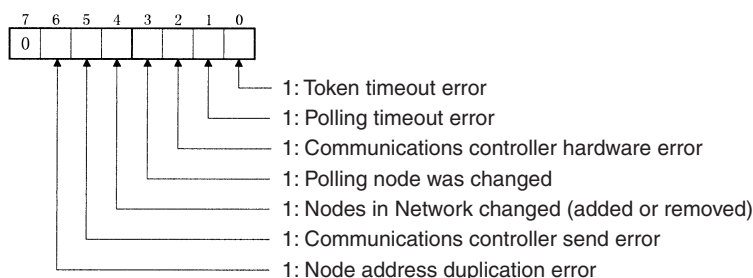 7 6 5 4 3 2 1 0
0
1: Token timeout error
1: Polling timeout error
1: Communications controller hardware error
1: Polling node was changed
1: Nodes in Network changed (added or removed)
1: Communications controller send error
1: Node address duplication error